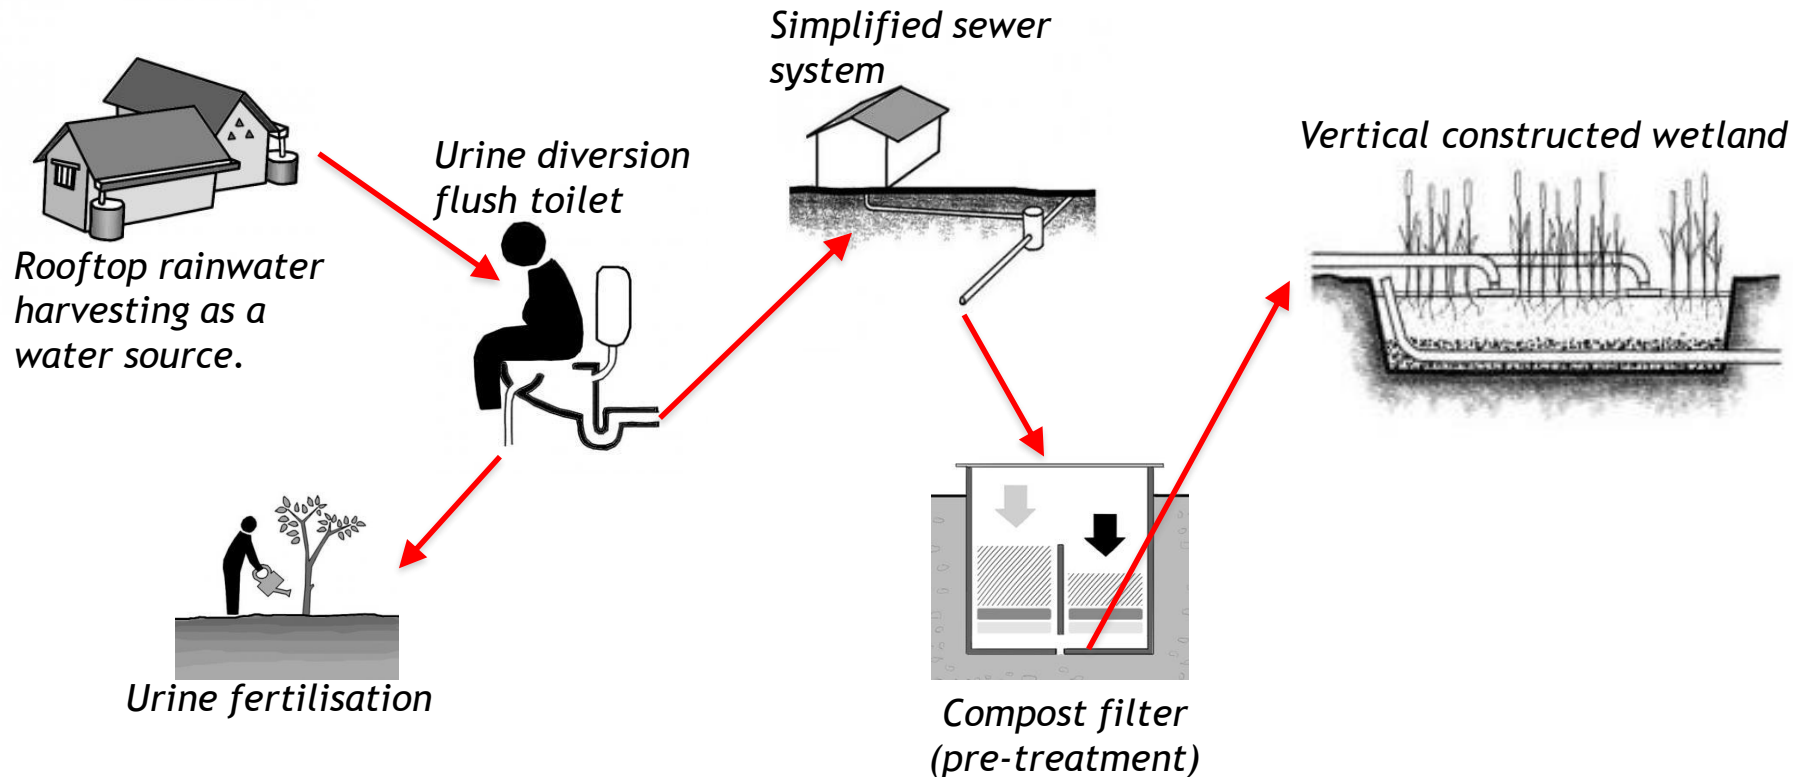 Rooftop rainwater
harvesting as a
water source.
Urine diversion
flush toilet
Simplified sewer
system
Vertical constructed wetland
Urine fertilisation
Compost filter
(pre-treatment)